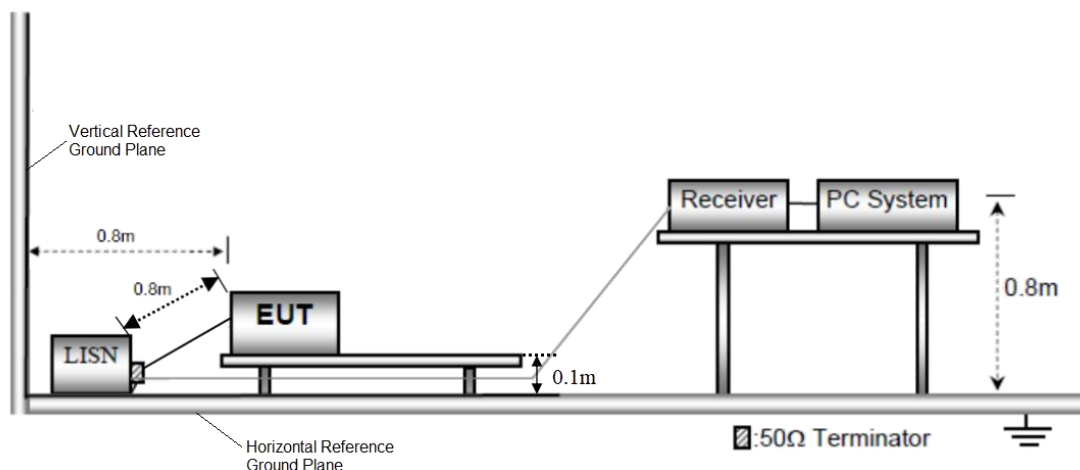 Vertical Reference
Ground Plane
0.8m
0.8m
EUT
LISN
Receiver
PC System
0.8m
0.1m
:50Ω Terminator
Horizontal Reference
Ground Plane